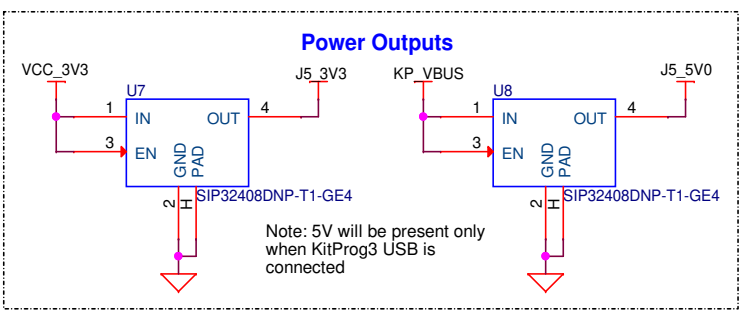 Power Outputs
VCC_3V3
U7
J5_3V3
1
IN
OUT
4
3
EN
GND
PAD
2
H
SIP32408DNP-T1-GE4
KP_VBUS
U8
J5_5V0
1
IN
OUT
4
3
EN
GND
PAD
2
H
SIP32408DNP-T1-GE4
Note: 5V will be present only
when KitProg3 USB is
connected